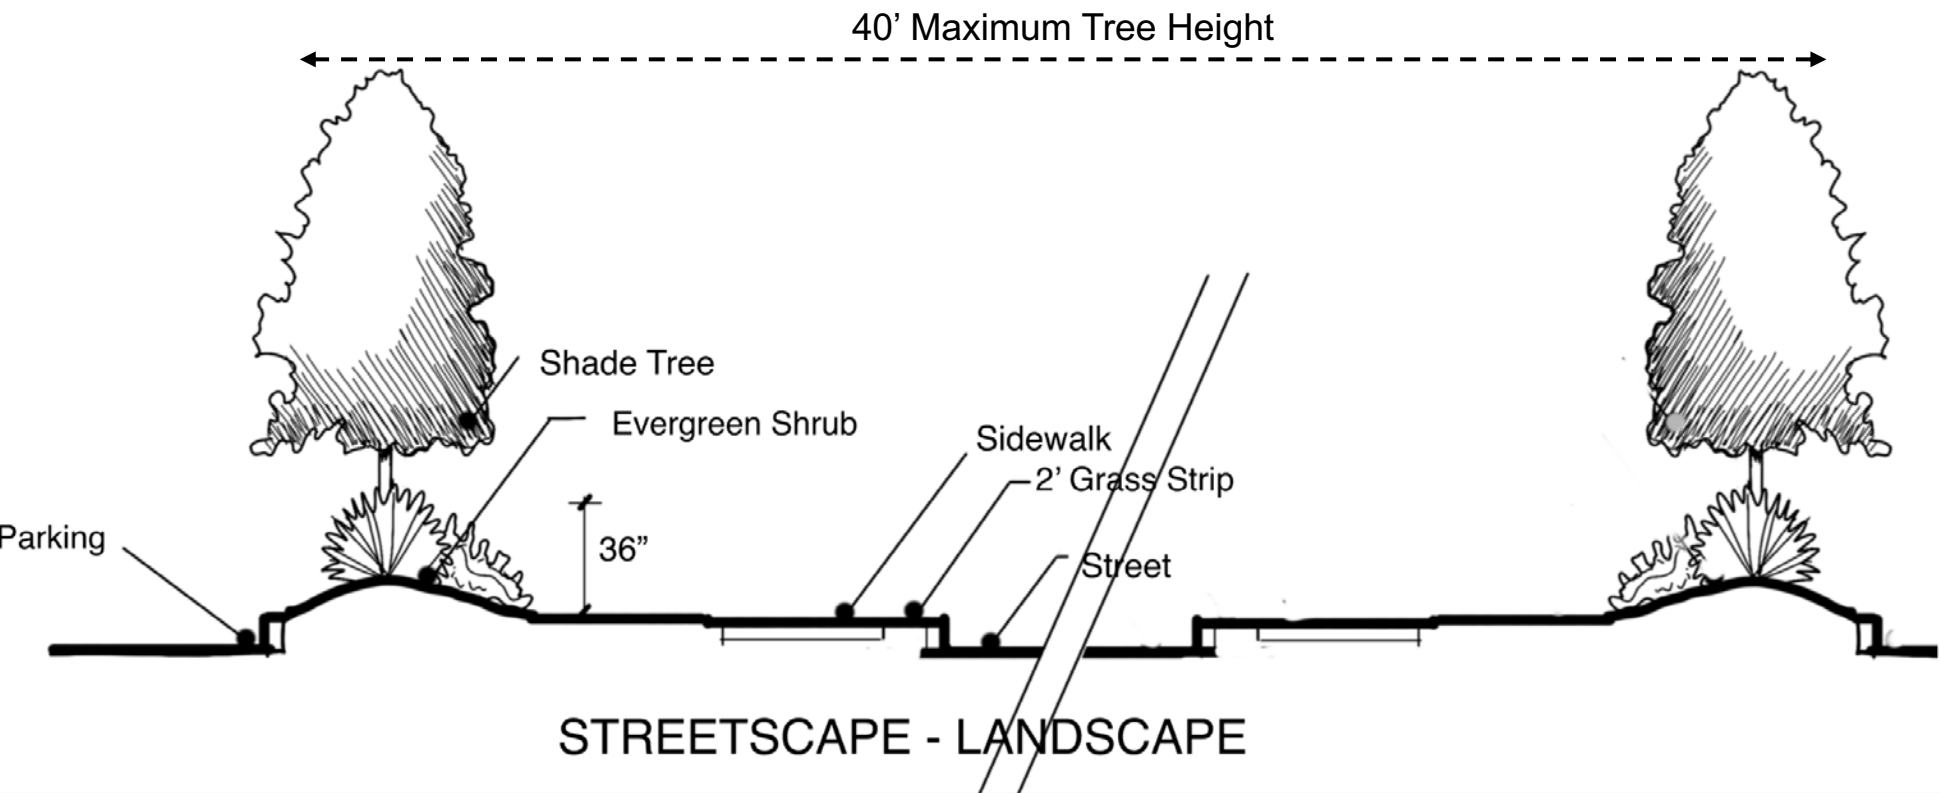 40’ Maximum Tree Height
Shade Tree
Evergreen Shrub
Sidewalk
2’ Grass Strip
Parking
36”
Street
STREETSCAPE - LANDSCAPE